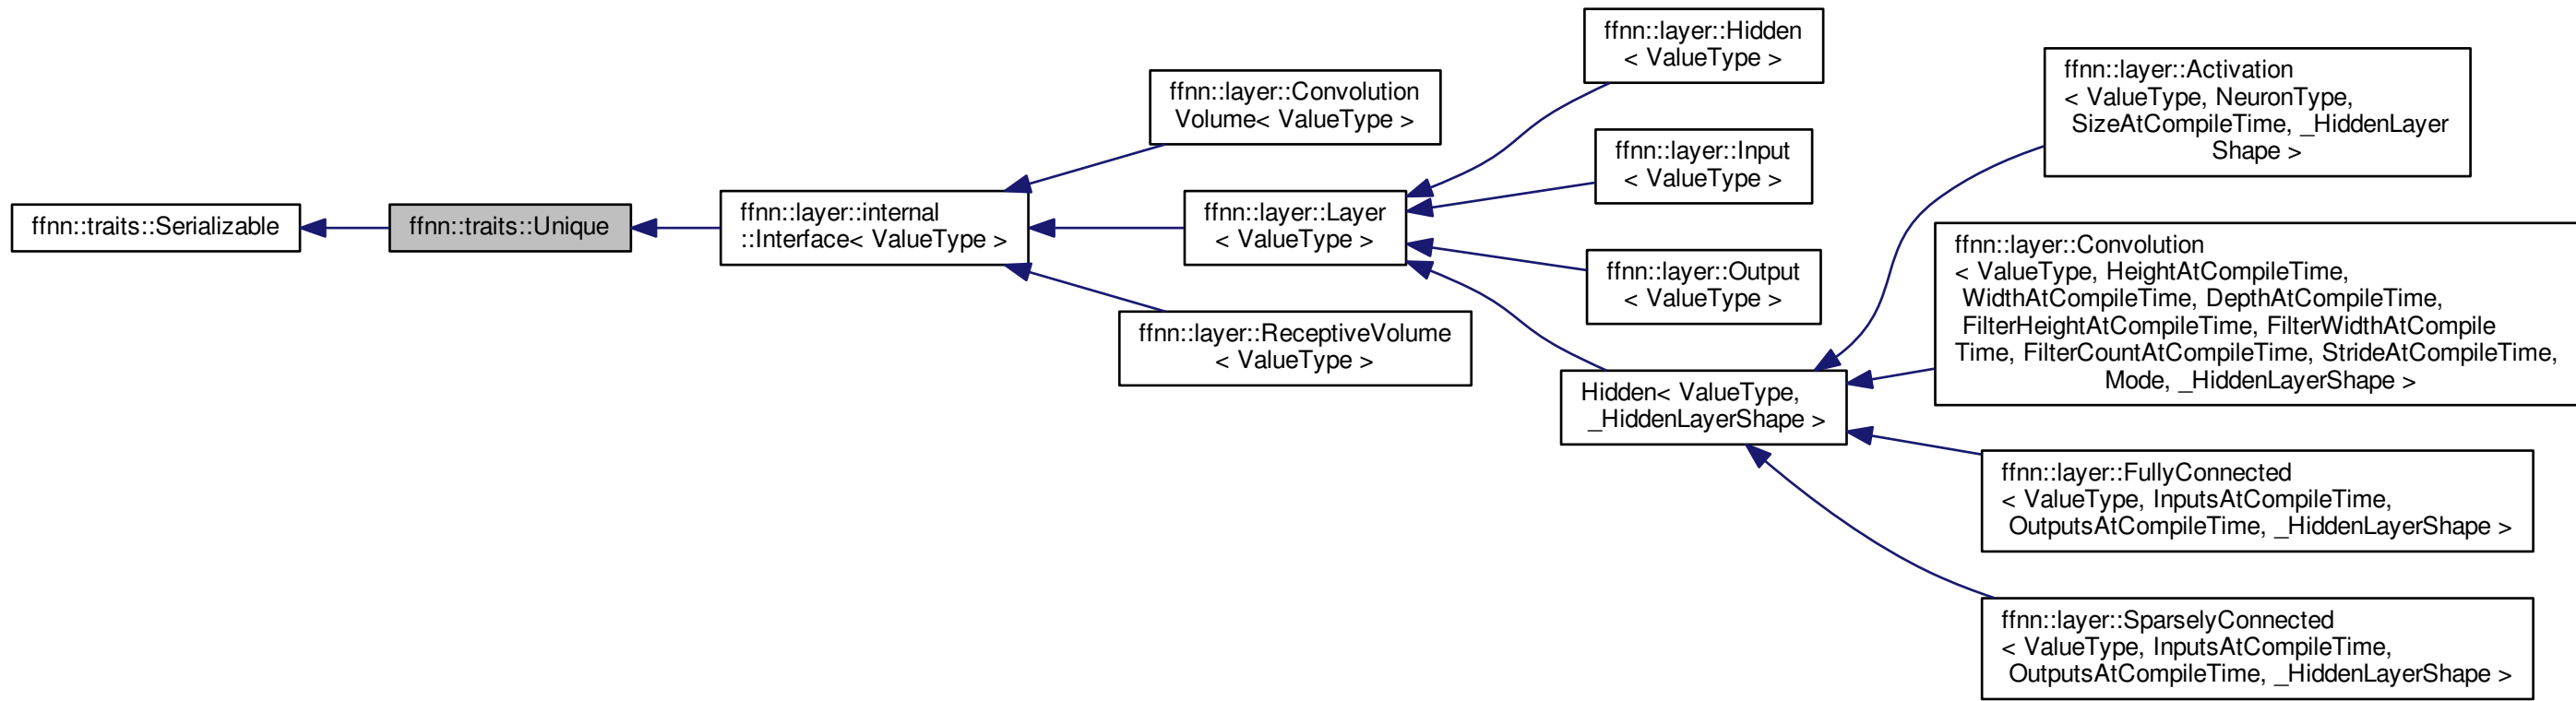 ffnn::traits::Serializable
ffnn::traits::Unique
ffnn::layer::internal
::Interface< ValueType >
ffnn::layer::Convolution
Volume< ValueType >
ffnn::layer::Layer
< ValueType >
ffnn::layer::ReceptiveVolume
< ValueType >
ffnn::layer::Hidden
< ValueType >
ffnn::layer::Input
< ValueType >
ffnn::layer::Output
< ValueType >
Hidden< ValueType,
_HiddenLayerShape >
ffnn::layer::Activation
< ValueType, NeuronType,
SizeAtCompileTime, _HiddenLayer
Shape >
ffnn::layer::Convolution
< ValueType, HeightAtCompileTime,
WidthAtCompileTime, DepthAtCompileTime,
FilterHeightAtCompileTime, FilterWidthAtCompile
Time, FilterCountAtCompileTime, StrideAtCompileTime,
Mode, _HiddenLayerShape >
ffnn::layer::FullyConnected
< ValueType, InputsAtCompileTime,
OutputsAtCompileTime, _HiddenLayerShape >
ffnn::layer::SparselyConnected
< ValueType, InputsAtCompileTime,
OutputsAtCompileTime, _HiddenLayerShape >